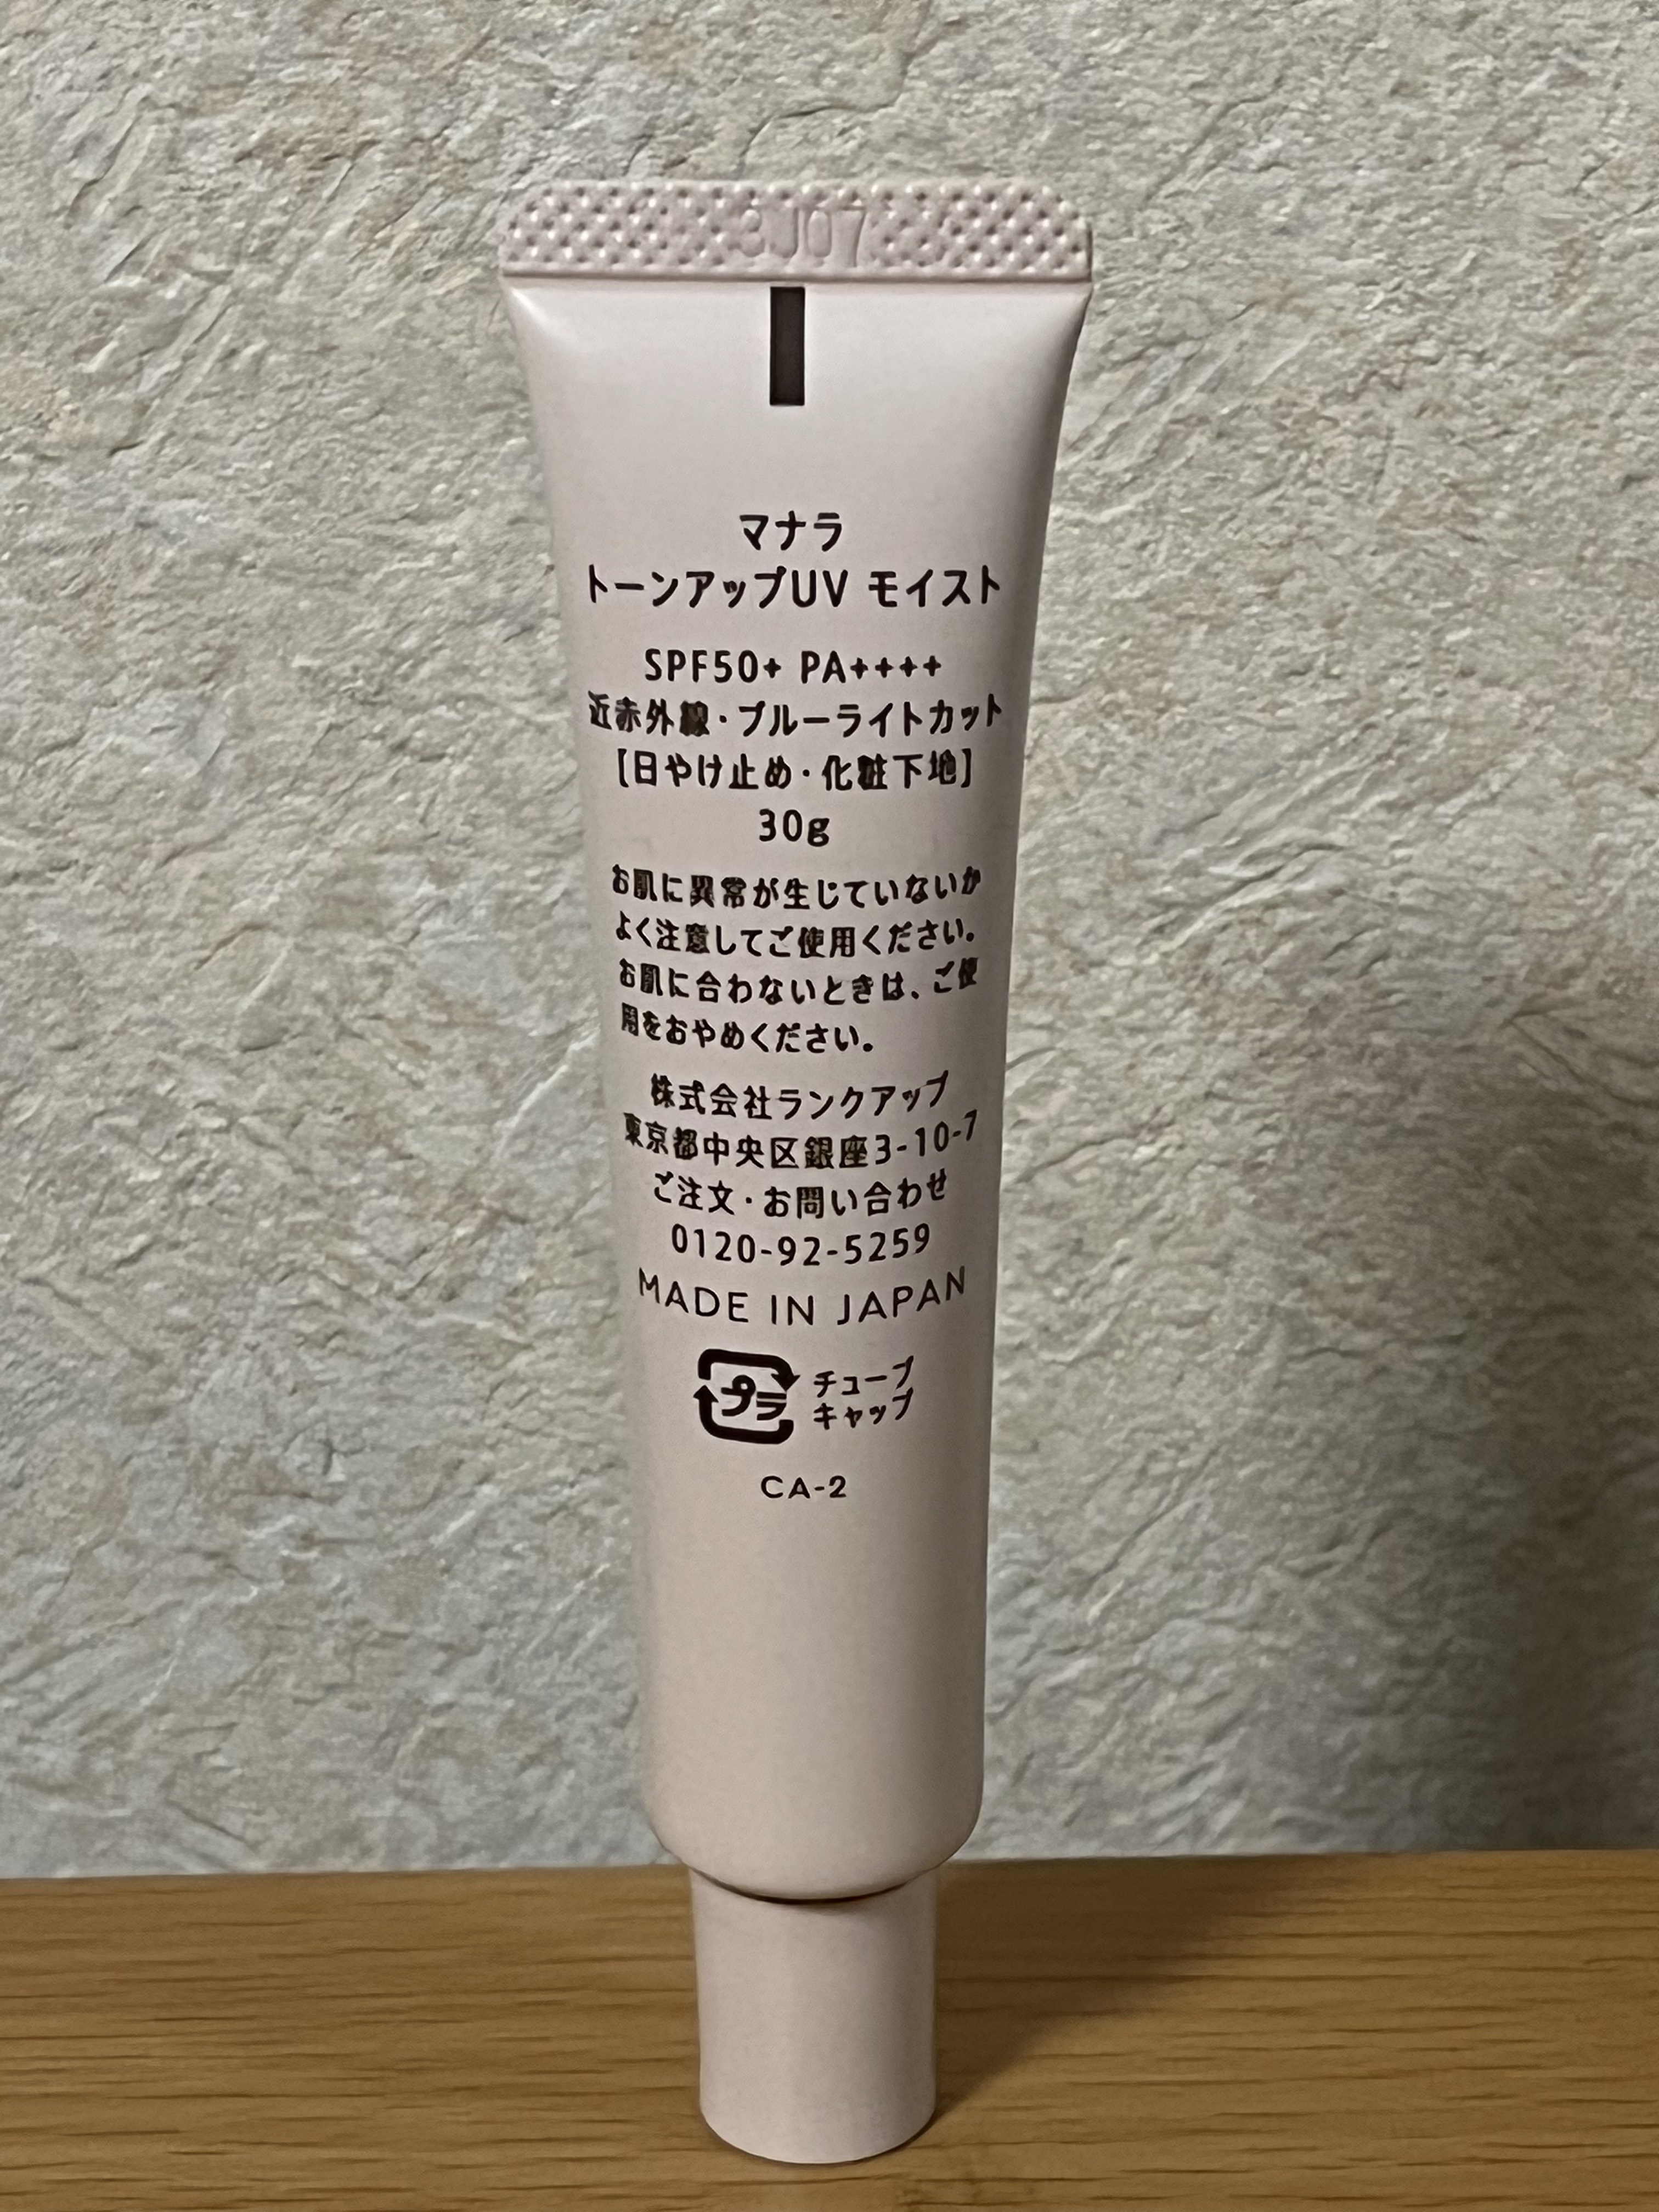 3J07
マナラ
トーンアップUV モイスト
SPF50+ PA++++
近赤外線・ブルーライトカット
【日やけ止め・化粧下地】
30g
お肌に異常が生じていないか
よく注意してご使用ください。
お肌に合わないときは、ご使
用をおやめください。
株式会社ランクアップ
東京都中央区銀座3-10-7
ご注文・お問い合わせ
0120-92-5259
MADE IN JAPAN
プラ チューブ
キャップ
CA-2